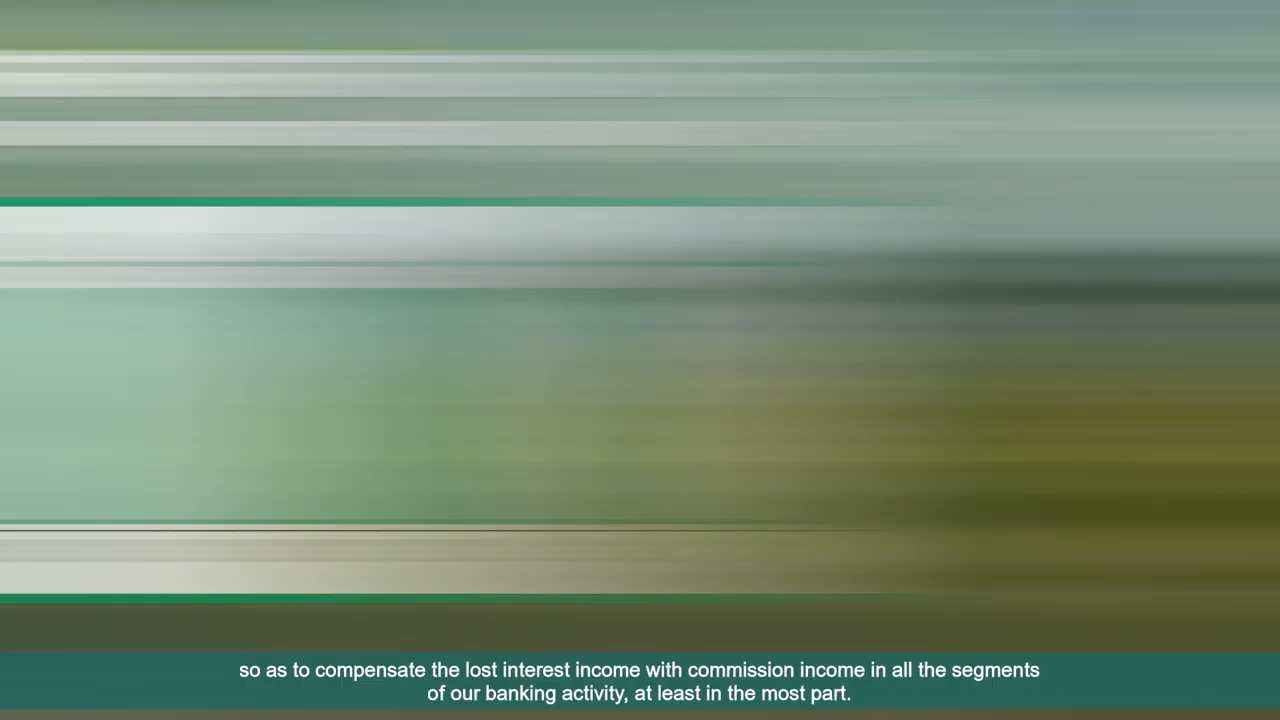 so as to compensate the lost interest income with commission income in all the segments
of our banking activity, at least in the most part.